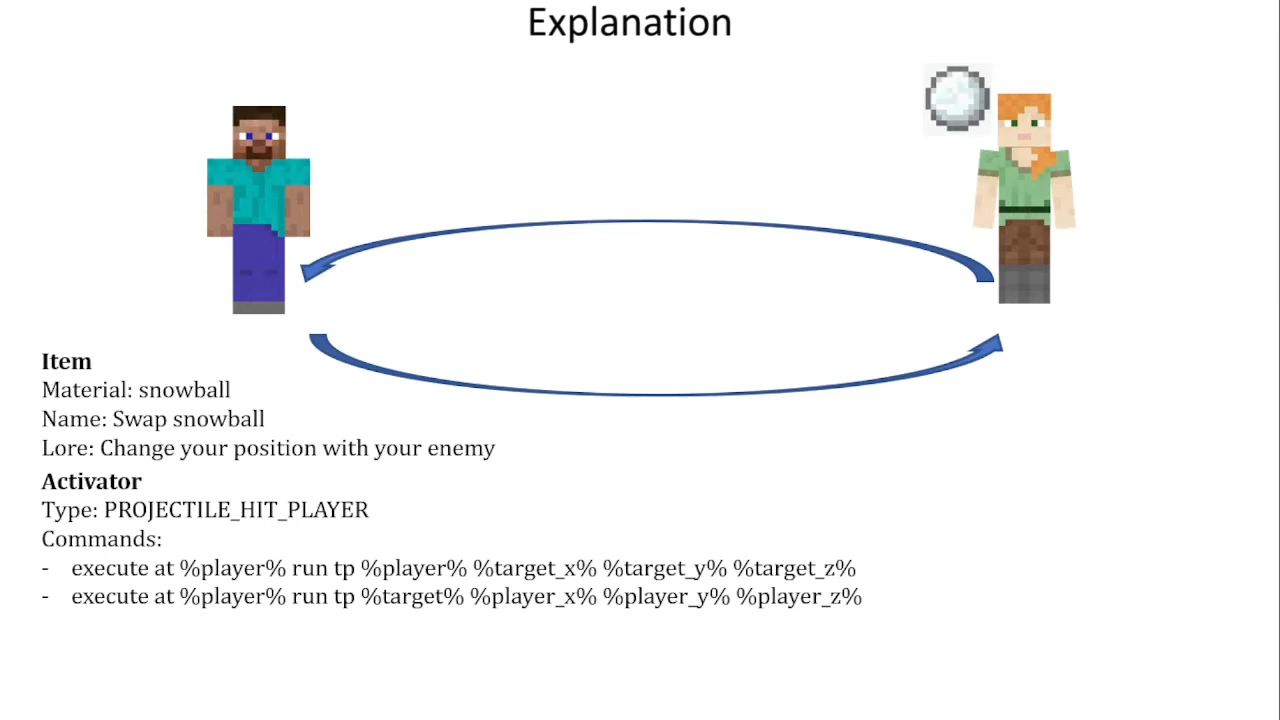 Explanation
Item
Material: snowball
Name: Swap snowball
Lore: Change your position with your enemy
Activator
Type: PROJECTILE_HIT_PLAYER
Commands:
- execute at %player% run tp %player% %target_x% %target_y% %target_z%
- execute at %player% run tp %target% %player_x% %player_y% %player_z%